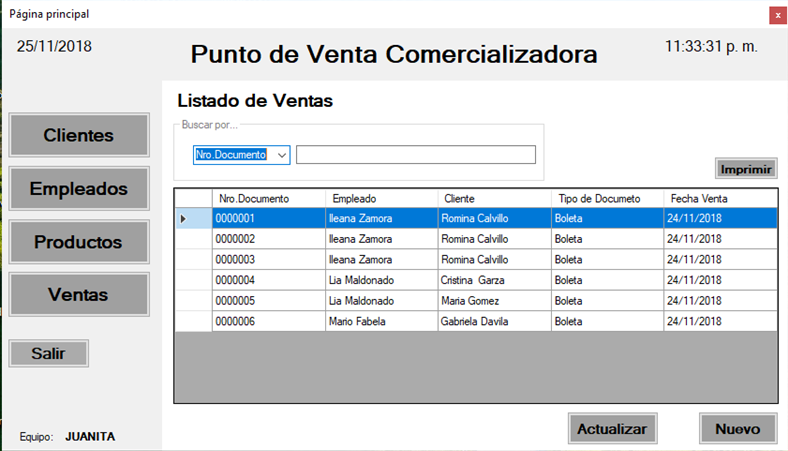 Página principal
x
25/11/2018
Punto de Venta Comercializadora
11:33:31 p. m.
Listado de Ventas
Buscar por...
Nro.Documento
Imprimir
Clientes
Empleados
Productos
Ventas
Salir
Nro.Documento Empleado Cliente Tipo de Documeto Fecha Venta
0000001 Ileana Zamora Romina Calvillo Boleta 24/11/2018
0000002 Ileana Zamora Romina Calvillo Boleta 24/11/2018
0000003 Ileana Zamora Romina Calvillo Boleta 24/11/2018
0000004 Lia Maldonado Cristina Garza Boleta 24/11/2018
0000005 Lia Maldonado Maria Gomez Boleta 24/11/2018
0000006 Mario Fabela Gabriela Davila Boleta 24/11/2018
Actualizar
Nuevo
Equipo: JUANITA